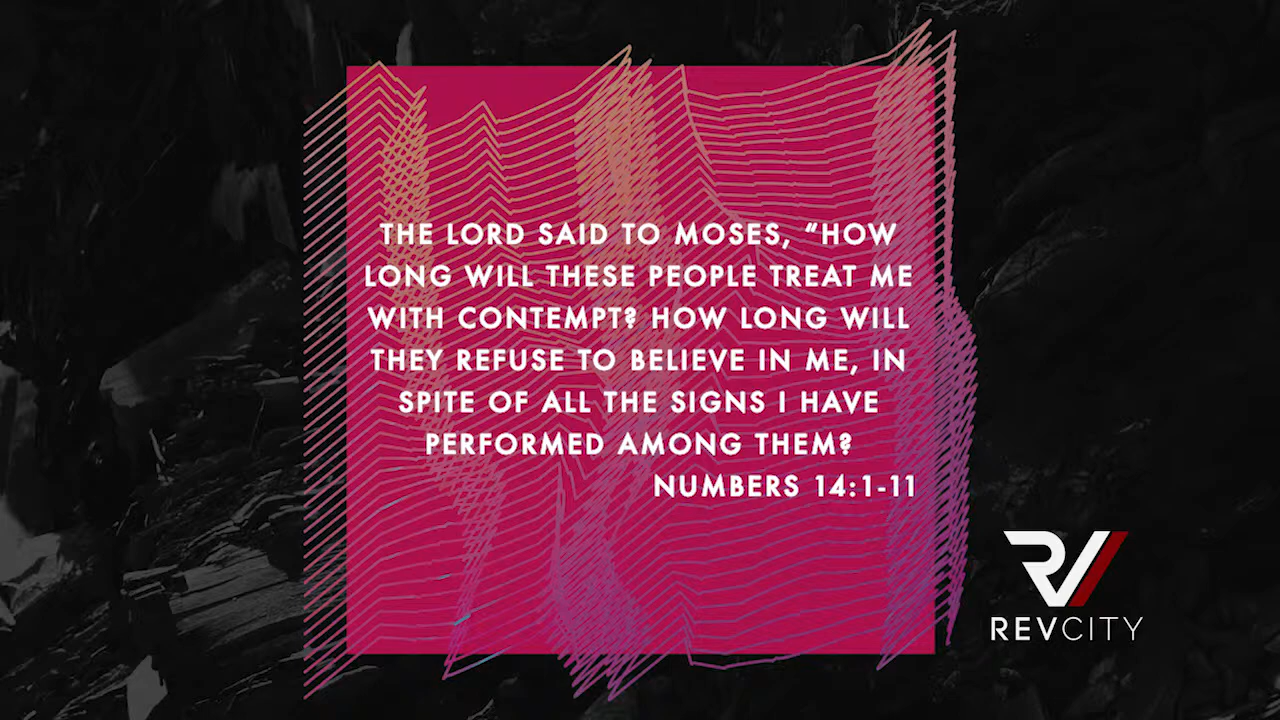 THE LORD SAID TO MOSES, “HOW
LONG WILL THESE PEOPLE TREAT ME
WITH CONTEMPT? HOW LONG WILL
THEY REFUSE TO BELIEVE IN ME, IN
SPITE OF ALL THE SIGNS I HAVE
PERFORMED AMONG THEM?
NUMBERS 14:1-11
RV
REVCITY